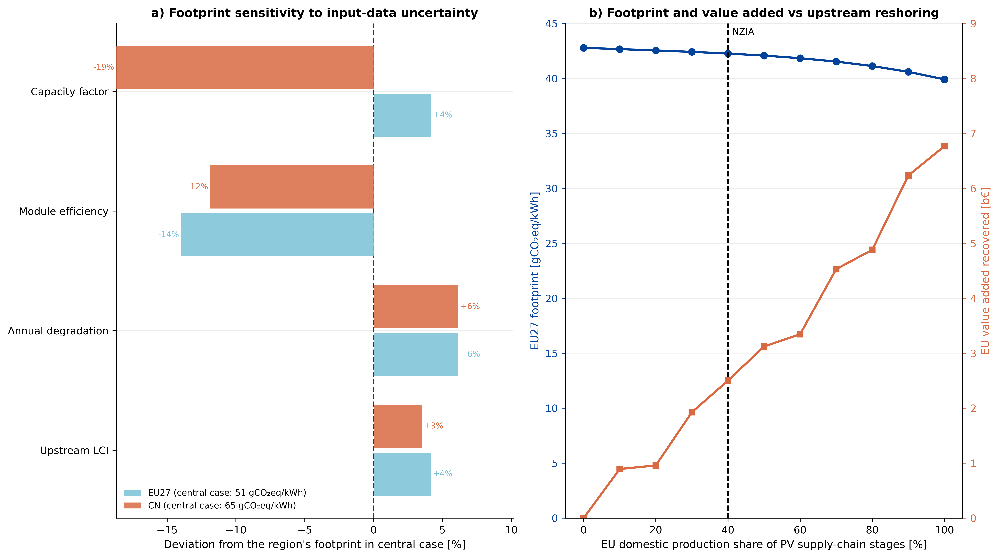 a) Footprint sensitivity to input-data uncertainty
-19%
Capacity factor
+4%
-12%
Module efficiency
-14%
+6%
Annual degradation
+6%
+3%
Upstream LCI
+4%
EU27 (central case: 51 gCO₂eq/kWh)
CN (central case: 65 gCO₂eq/kWh)
−15 −10 −5 0 5 10
Deviation from the region's footprint in central case [%]
b) Footprint and value added vs upstream reshoring
NZIA
45
40
35
30
25
20
15
10
5
0
EU27 footprint [gCO₂eq/kWh]
9
8
7
6
5
4
3
2
1
0
EU value added recovered [b€]
0 20 40 60 80 100
EU domestic production share of PV supply-chain stages [%]